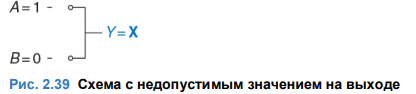 A = 1
Y = X
B = 0
Рис. 2.39 Схема с недопустимым значением на выходе